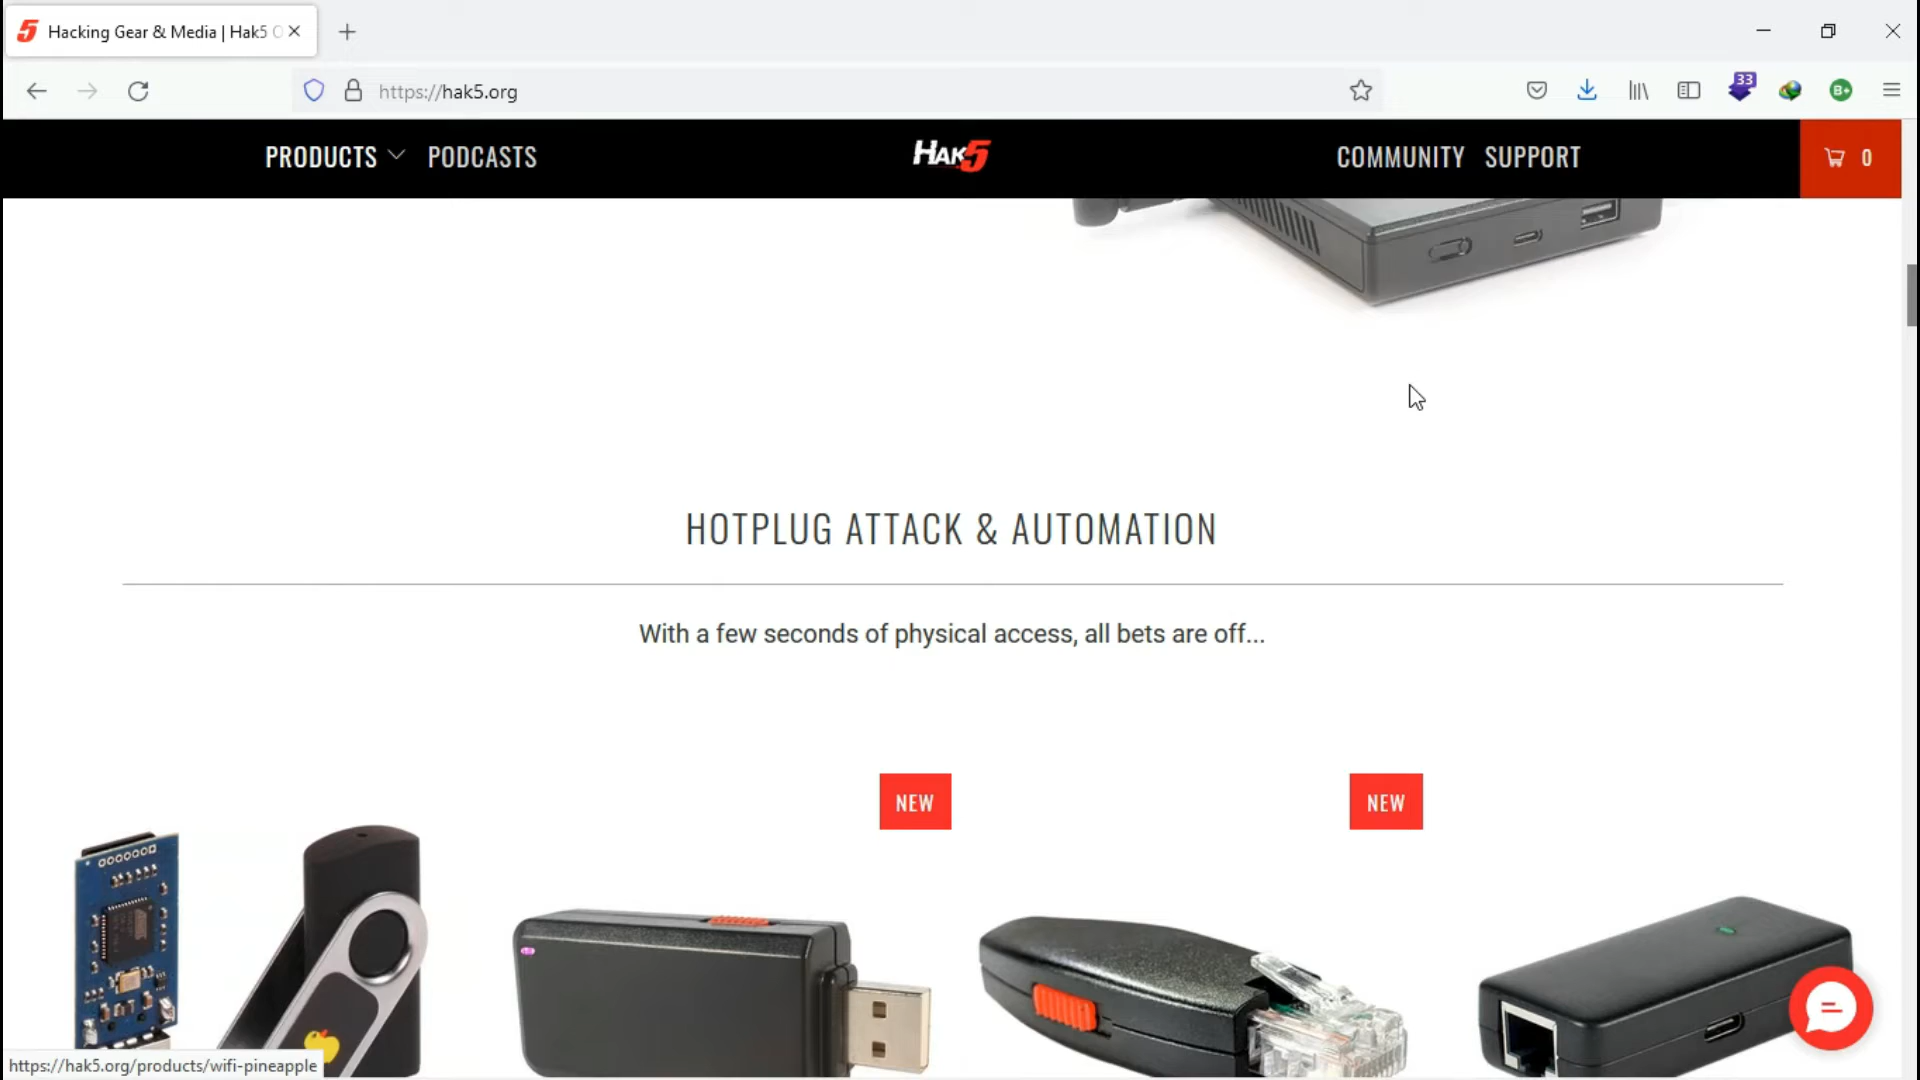 Hacking Gear & Media | Hak5 O
https://hak5.org
33
B+
PRODUCTS
PODCASTS
HAK5
COMMUNITY
SUPPORT
0
HOTPLUG ATTACK & AUTOMATION
With a few seconds of physical access, all bets are off...
NEW
NEW
https://hak5.org/products/wifi-pineapple